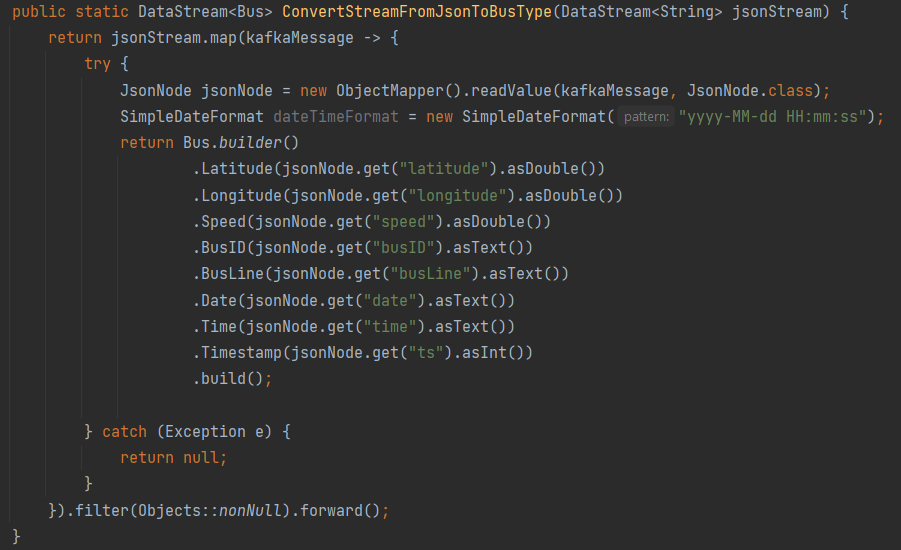 public static DataStream<Bus> ConvertStreamFromJsonToBusType(DataStream<String> jsonStream) {
    return jsonStream.map(kafkaMessage -> {
        try {
            JsonNode jsonNode = new ObjectMapper().readValue(kafkaMessage, JsonNode.class);
            SimpleDateFormat dateTimeFormat = new SimpleDateFormat( pattern: "yyyy-MM-dd HH:mm:ss");
            return Bus.builder()
                    .Latitude(jsonNode.get("latitude").asDouble())
                    .Longitude(jsonNode.get("longitude").asDouble())
                    .Speed(jsonNode.get("speed").asDouble())
                    .BusID(jsonNode.get("busID").asText())
                    .BusLine(jsonNode.get("busLine").asText())
                    .Date(jsonNode.get("date").asText())
                    .Time(jsonNode.get("time").asText())
                    .Timestamp(jsonNode.get("ts").asInt())
                    .build();
        } catch (Exception e) {
            return null;
        }
    }).filter(Objects::nonNull).forward();
}